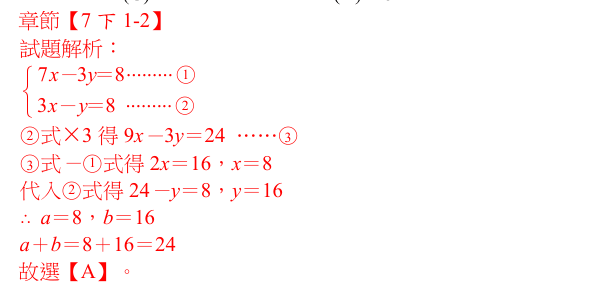 章節【7 下 1-2】
試題解析：
7x－3y＝8………①
3x－y＝8 ………②
②式×3 得 9x－3y＝24 ……③
③式－①式得 2x＝16，x＝8
代入②式得 24－y＝8，y＝16
∴ a＝8，b＝16
a＋b＝8＋16＝24
故選【A】。